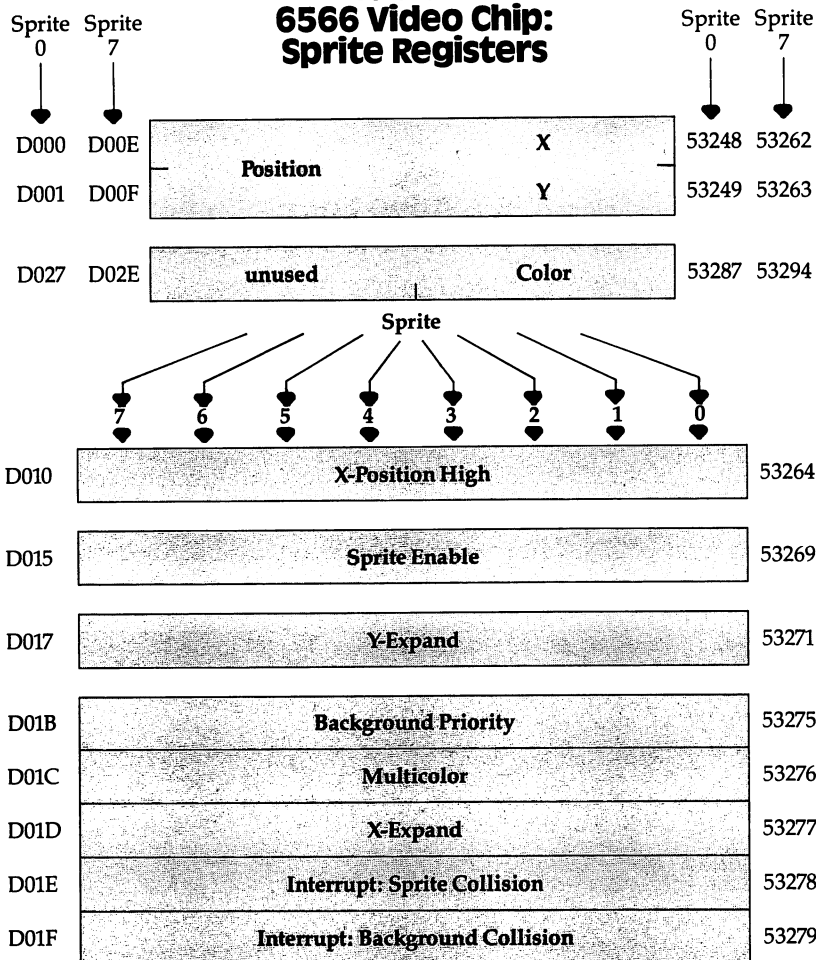 6566 Video Chip:
Sprite Registers
Sprite Sprite
0 7
Sprite Sprite
0 7
D000 D00E X 53248 53262
Position
D001 D00F Y 53249 53263
D027 D02E unused Color 53287 53294
Sprite
7 6 5 4 3 2 1 0
D010 X-Position High 53264
D015 Sprite Enable 53269
D017 Y-Expand 53271
D01B Background Priority 53275
D01C Multicolor 53276
D01D X-Expand 53277
D01E Interrupt: Sprite Collision 53278
D01F Interrupt: Background Collision 53279